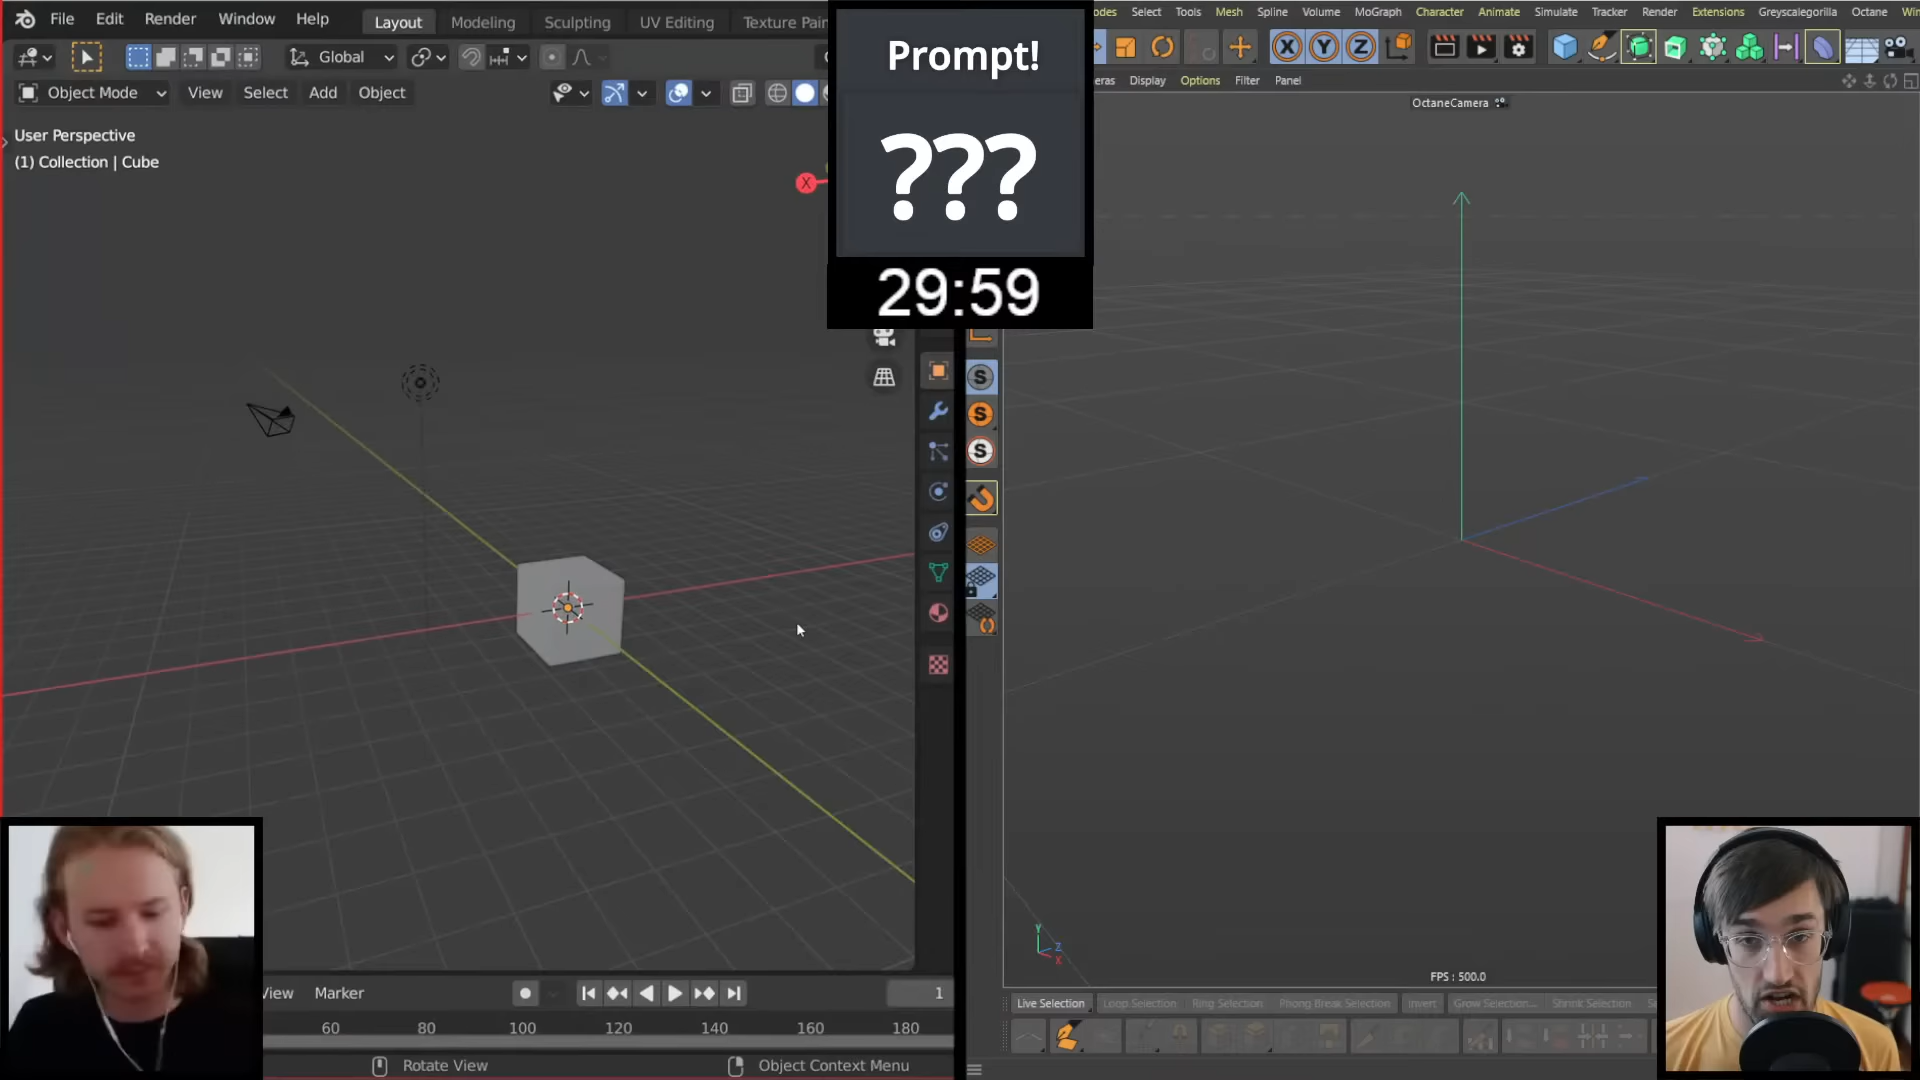 File Edit Render Window Help
Layout Modeling Sculpting UV Editing Texture Pain
Global
Object Mode View Select Add Object
User Perspective
(1) Collection | Cube
X
Prompt!
???
29:59
odes Select Tools Mesh Spline Volume MoGraph Character Animate Simulate Tracker Render Extensions Greyscalegorilla Octane Win
X Y Z
eras Display Options Filter Panel
OctaneCamera
S
S
S
Y
Z
X
FPS : 500.0
Live Selection Loop Selection Ring Selection Phong Break Selection Invert Grow Selection... Shrink Selection Se
View Marker
1
60 80 100 120 140 160 180
Rotate View Object Context Menu